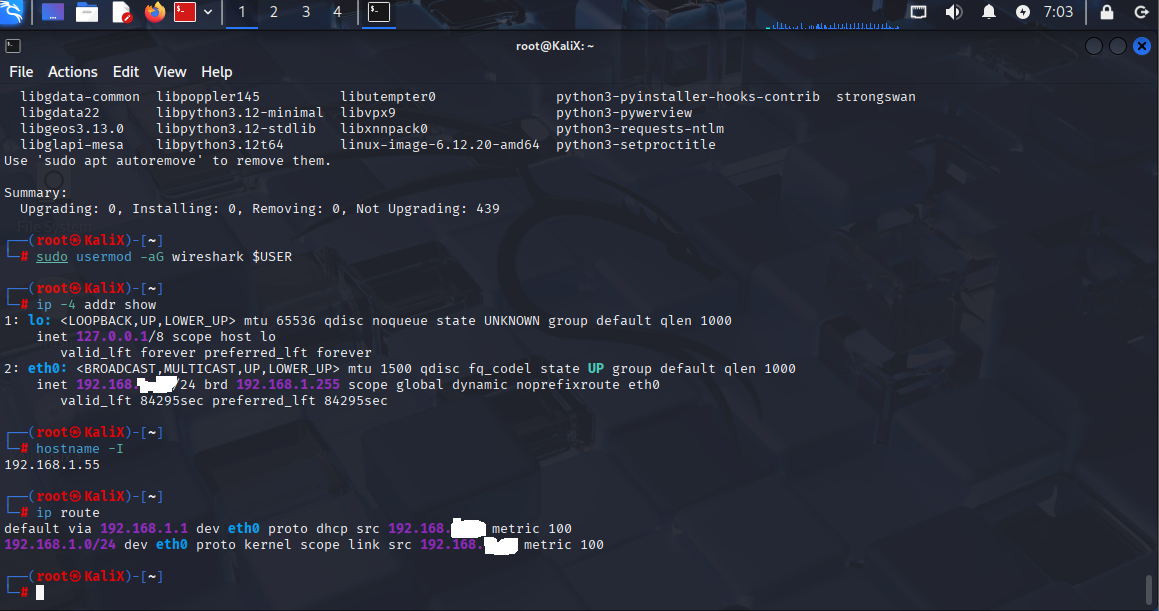 1 2 3 4 7:03
root@KaliX: ~
File Actions Edit View Help
libgdata-common libpoppler145 libutempter0 python3-pyinstaller-hooks-contrib strongswan
libgdata22 libpython3.12-minimal libvpx9 python3-pywerview
libgeos3.13.0 libpython3.12-stdlib libxnnpack0 python3-requests-ntlm
libglapi-mesa libpython3.12t64 linux-image-6.12.20-amd64 python3-setproctitle
Use 'sudo apt autoremove' to remove them.
Summary:
Upgrading: 0, Installing: 0, Removing: 0, Not Upgrading: 439
File System
┌──(root㉿KaliX)-[~]
└─# sudo usermod -aG wireshark $USER
┌──(root㉿KaliX)-[~]
└─# ip -4 addr show
1: lo: <LOOPBACK,UP,LOWER_UP> mtu 65536 qdisc noqueue state UNKNOWN group default qlen 1000
inet 127.0.0.1/8 scope host lo
valid_lft forever preferred_lft forever
2: eth0: <BROADCAST,MULTICAST,UP,LOWER_UP> mtu 1500 qdisc fq_codel state UP group default qlen 1000
inet 192.168. /24 brd 192.168.1.255 scope global dynamic noprefixroute eth0
valid_lft 84295sec preferred_lft 84295sec
┌──(root㉿KaliX)-[~]
└─# hostname -I
192.168.1.55
┌──(root㉿KaliX)-[~]
└─# ip route
default via 192.168.1.1 dev eth0 proto dhcp src 192.168. metric 100
192.168.1.0/24 dev eth0 proto kernel scope link src 192.168. metric 100
┌──(root㉿KaliX)-[~]
└─#